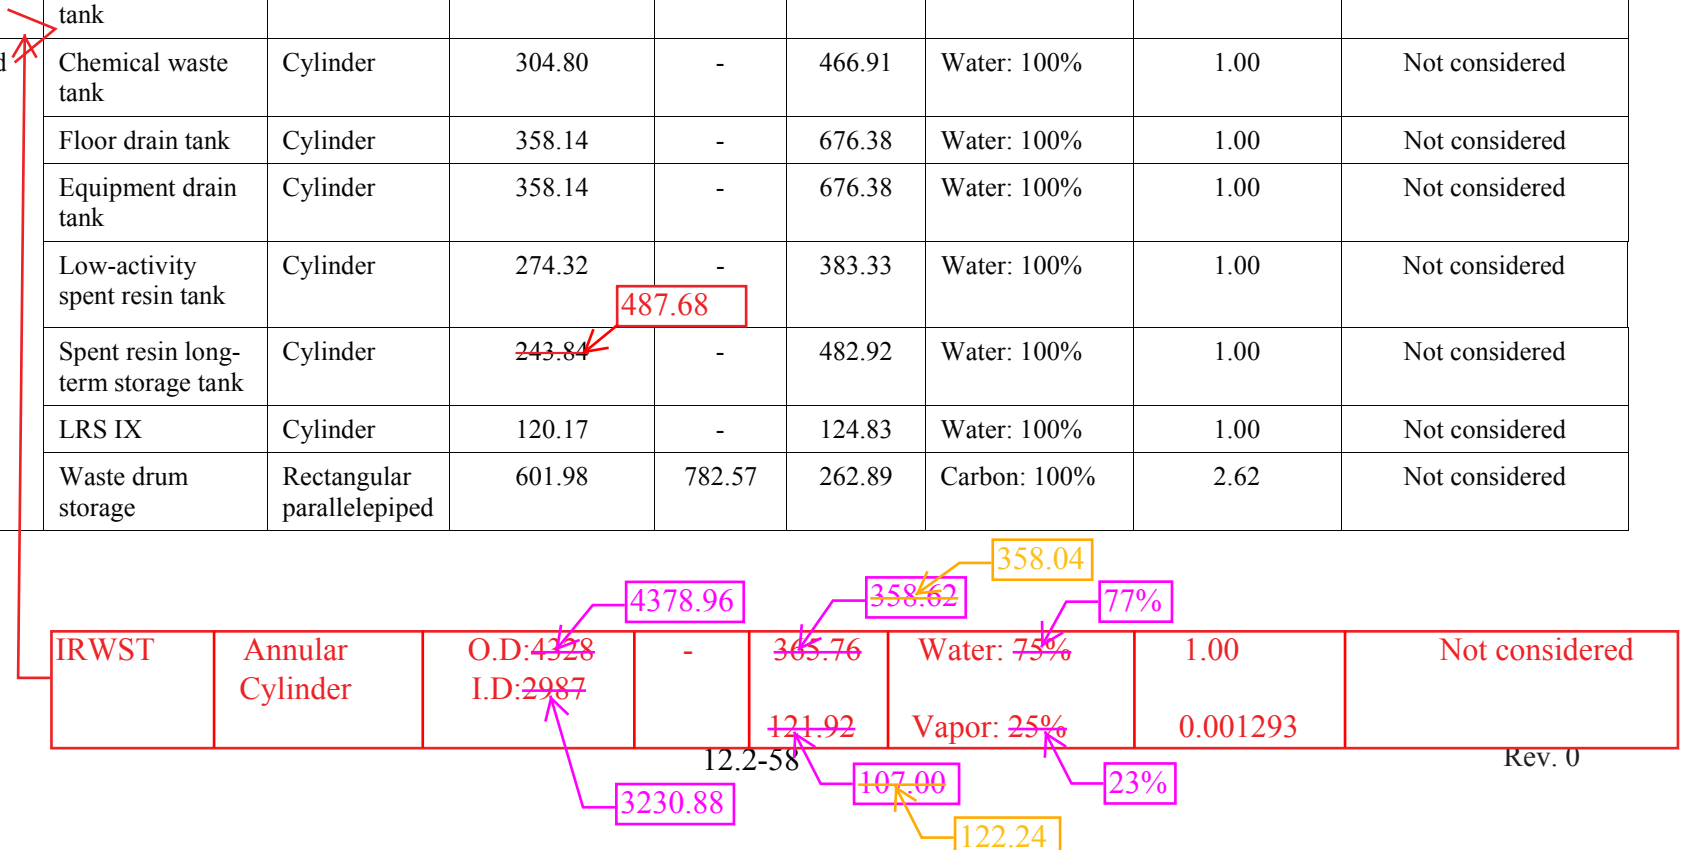 tank
d Chemical waste tank Cylinder 304.80 - 466.91 Water: 100% 1.00 Not considered
Floor drain tank Cylinder 358.14 - 676.38 Water: 100% 1.00 Not considered
Equipment drain tank Cylinder 358.14 - 676.38 Water: 100% 1.00 Not considered
Low-activity spent resin tank Cylinder 274.32 - 383.33 Water: 100% 1.00 Not considered
487.68
Spent resin long-term storage tank Cylinder 243.84 - 482.92 Water: 100% 1.00 Not considered
LRS IX Cylinder 120.17 - 124.83 Water: 100% 1.00 Not considered
Waste drum storage Rectangular parallelepiped 601.98 782.57 262.89 Carbon: 100% 2.62 Not considered
358.04
4378.96 358.62 77%
IRWST Annular O.D:4328 - 365.76 Water: 75% 1.00 Not considered
Cylinder I.D:2987
121.92 Vapor: 25% 0.001293
12.2-58 Rev. 0
107.00 23%
3230.88
122.24